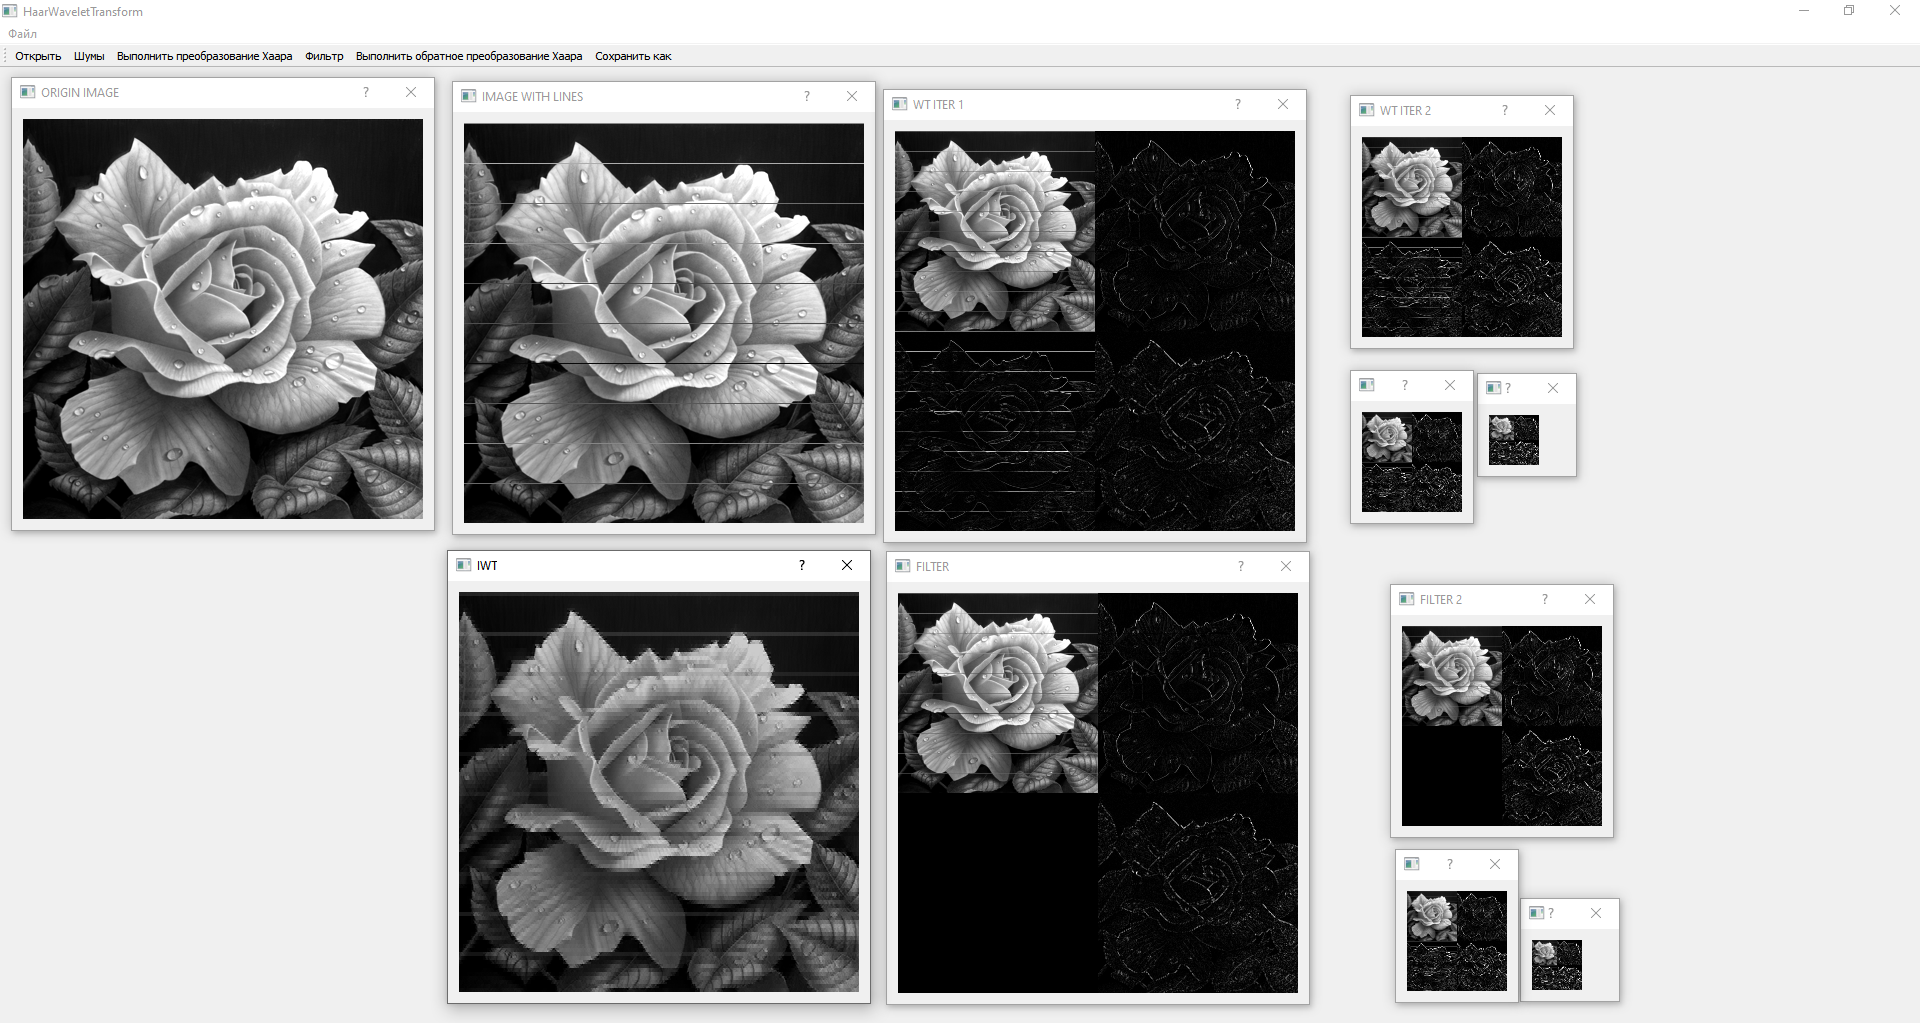 HaarWaveletTransform
Файл
Открыть Шумы Выполнить преобразование Хаара Фильтр Выполнить обратное преобразование Хаара Сохранить как
ORIGIN IMAGE ?
IMAGE WITH LINES ?
WT ITER 1 ?
WT ITER 2 ?
?
?
IWT ?
FILTER ?
FILTER 2 ?
?
?